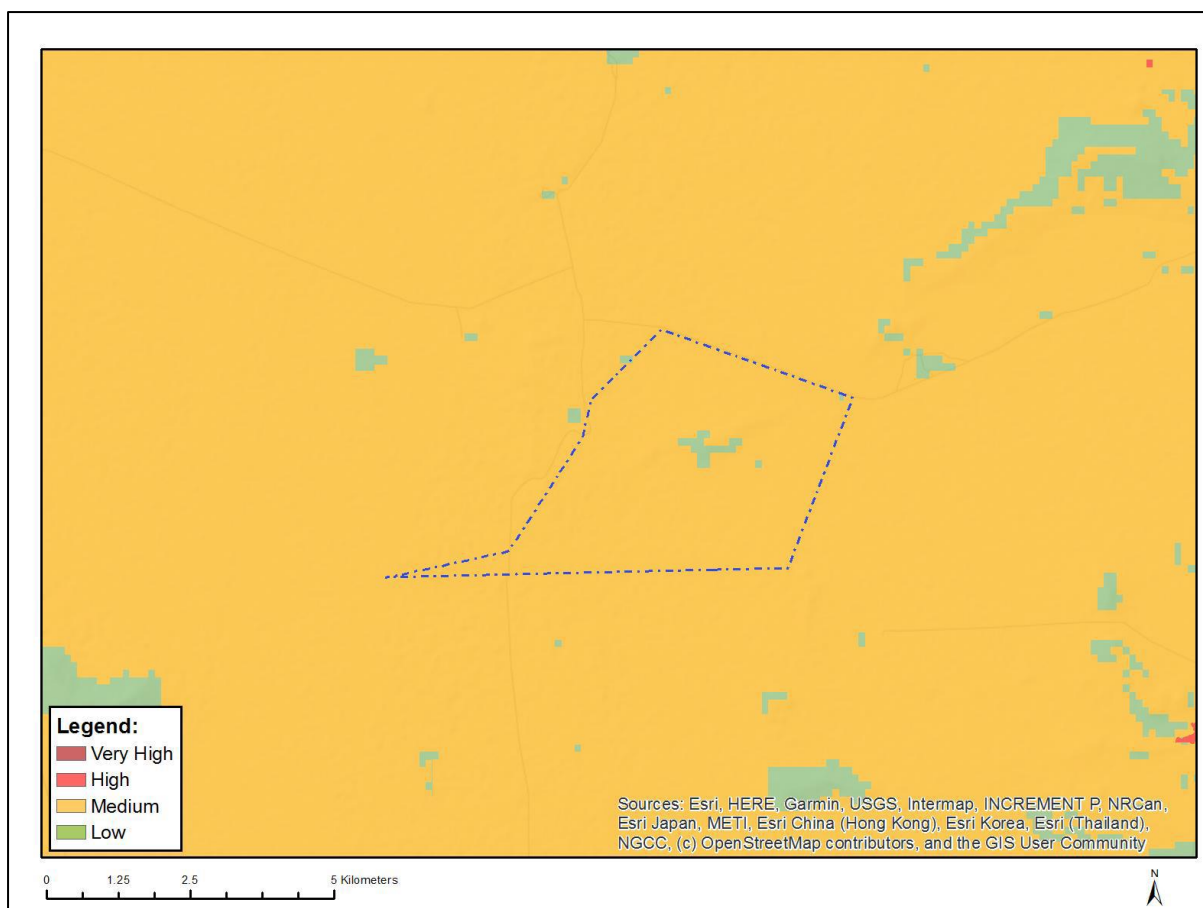 Legend:
Very High
High
Medium
Low
Sources: Esri, HERE, Garmin, USGS, Intermap, INCREMENT P, NRCan,
Esri Japan, METI, Esri China (Hong Kong), Esri Korea, Esri (Thailand),
NGCC, (c) OpenStreetMap contributors, and the GIS User Community
0 1.25 2.5 5 Kilometers
N